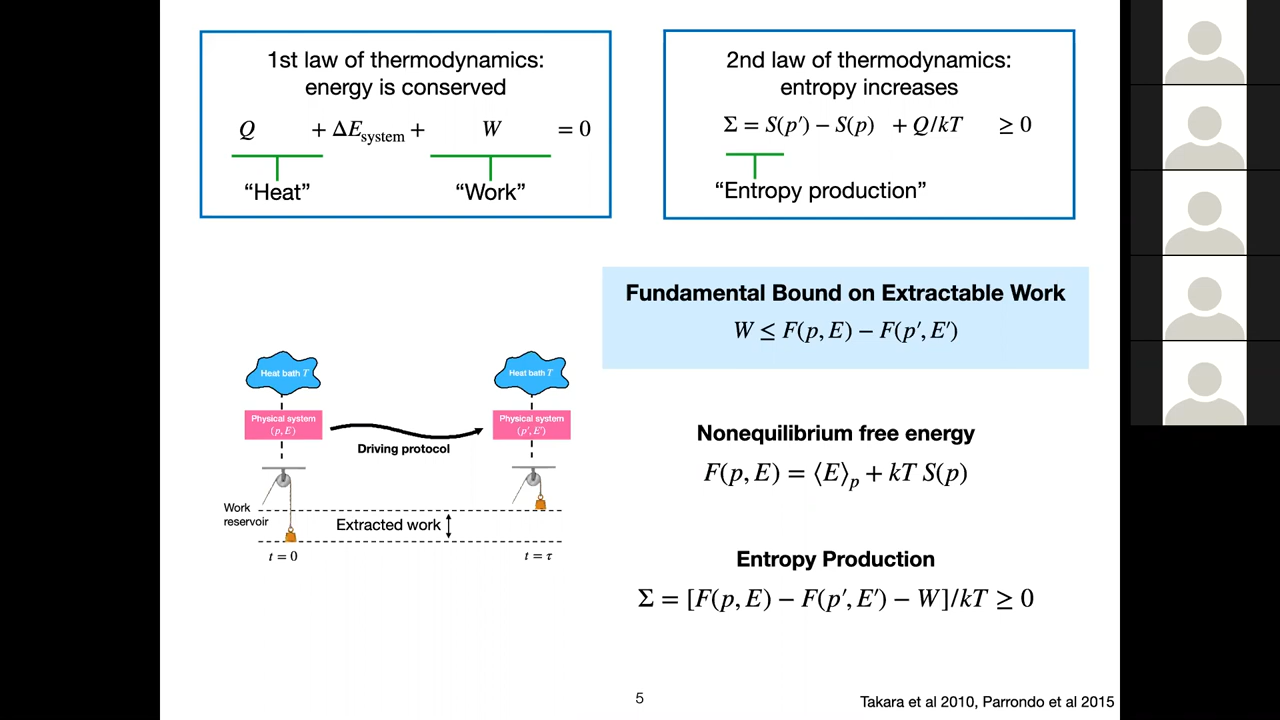 1st law of thermodynamics:
energy is conserved
Q + ΔE_system + W = 0
“Heat” “Work”
2nd law of thermodynamics:
entropy increases
Σ = S(p′) − S(p) + Q/kT ≥ 0
“Entropy production”
Fundamental Bound on Extractable Work
W ≤ F(p, E) − F(p′, E′)
Heat bath T
Physical system
(p, E)
Driving protocol
Heat bath T
Physical system
(p′, E′)
Work
reservoir
Extracted work
t = 0
t = τ
Nonequilibrium free energy
F(p, E) = ⟨E⟩_p + kT S(p)
Entropy Production
Σ = [F(p, E) − F(p′, E′) − W]/kT ≥ 0
5
Takara et al 2010, Parrondo et al 2015